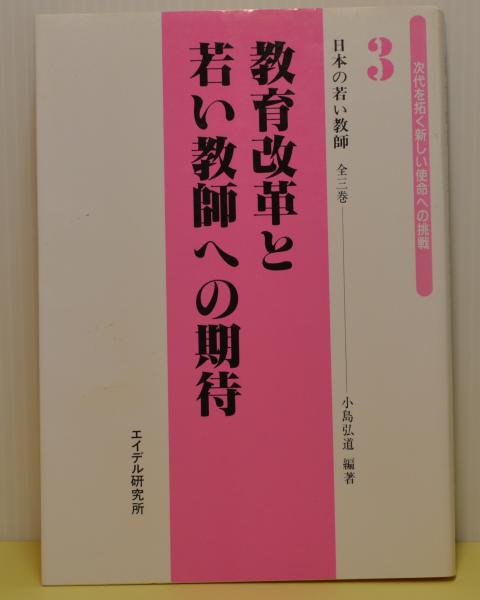 次代を拓く新しい使命への挑戦
3
日本の若い教師 全三巻
小島弘道 編著
教育改革と
若い教師への期待
エイデル研究所